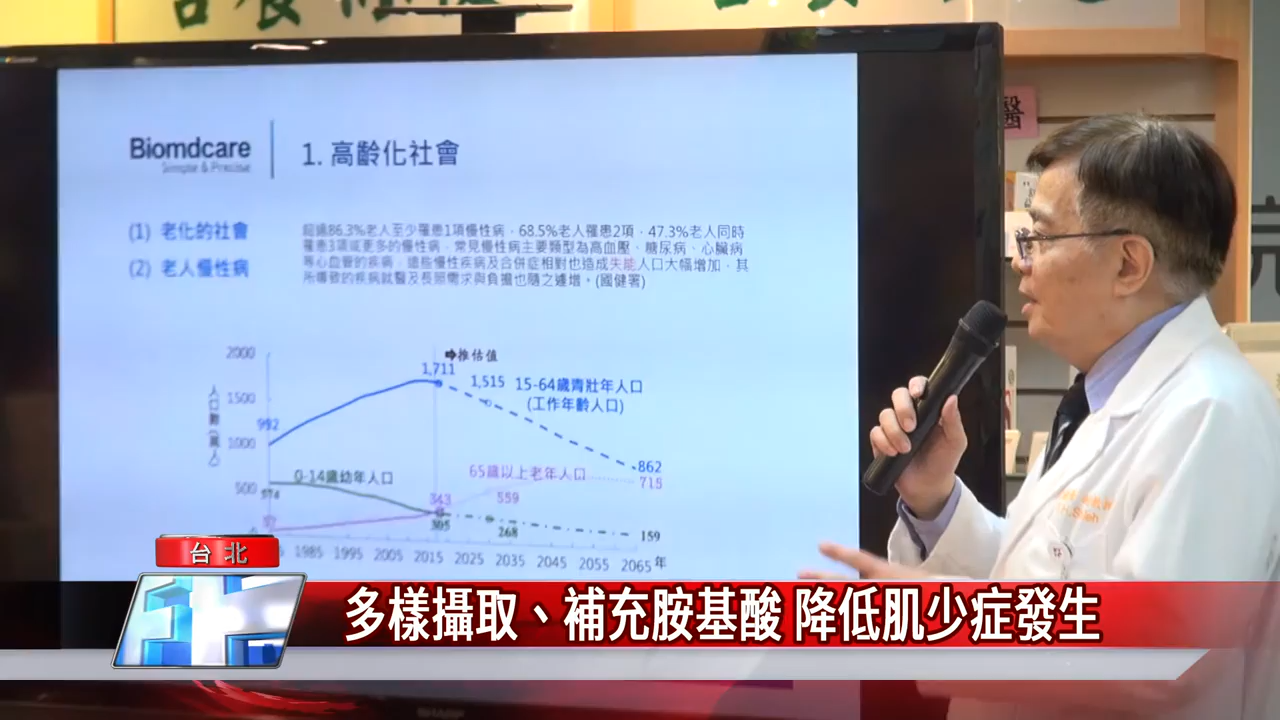 醫
Biomdcare
Simple & Precise
1. 高齡化社會
(1) 老化的社會
(2) 老人慢性病
超過86.3%老人至少罹患1項慢性病，68.5%老人罹患2項，47.3%老人同時
罹患3項或更多的慢性病，常見慢性病主要類型為高血壓、糖尿病、心臟病
等心血管的疾病，這些慢性疾病及合併症相對也造成失能人口大幅增加，其
所導致的疾病就醫及長照需求與負擔也隨之遽增。(國健署)
人口數(萬人)
2000
1500
1000
500
0
推估值
1,711
1,515
15-64歲青壯年人口
(工作年齡人口)
992
862
715
0-14歲幼年人口
65歲以上老年人口
574
343
305
559
268
159
1985 1995 2005 2015 2025 2035 2045 2055 2065 年
台北
多樣攝取、補充胺基酸 降低肌少症發生